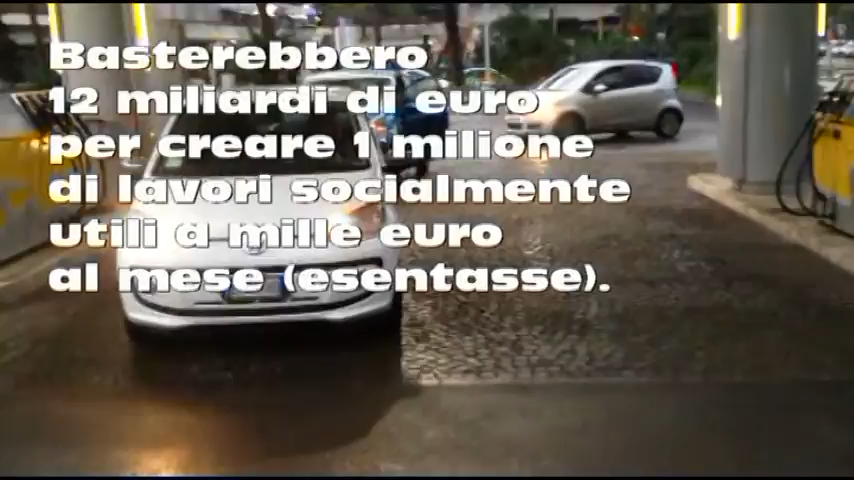 Basterebbero
12 miliardi di euro
per creare 1 milione
di lavori socialmente
utili a mille euro
al mese (esentasse).